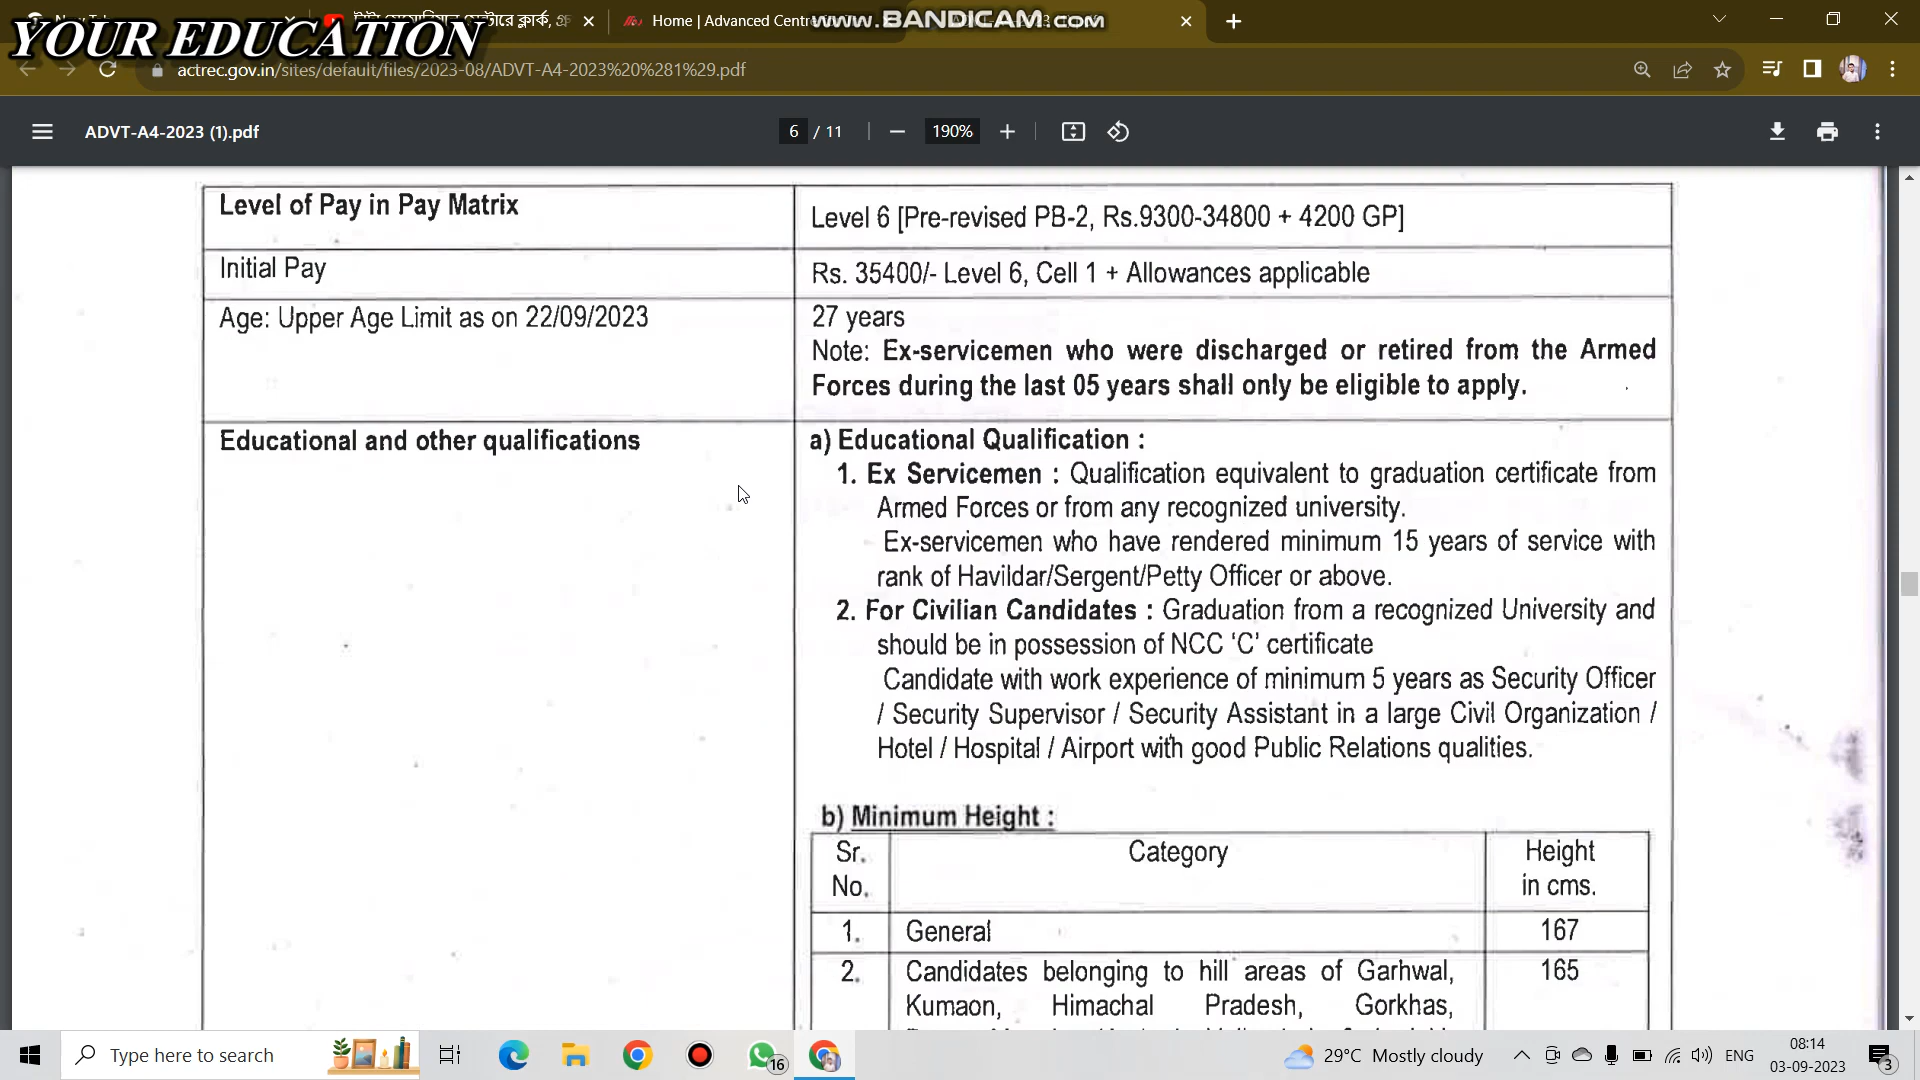 YOUR EDUCATION
টাটা মেমোরিয়াল সেন্টারে ক্লার্ক,
Home | Advanced Centre
www.BANDICAM.com
actrec.gov.in/sites/default/files/2023-08/ADVT-A4-2023%20%281%29.pdf
ADVT-A4-2023 (1).pdf
6 / 11
190%
Level of Pay in Pay Matrix
Level 6 [Pre-revised PB-2, Rs.9300-34800 + 4200 GP]
Initial Pay
Rs. 35400/- Level 6, Cell 1 + Allowances applicable
Age: Upper Age Limit as on 22/09/2023
27 years
Note: Ex-servicemen who were discharged or retired from the Armed
Forces during the last 05 years shall only be eligible to apply.
Educational and other qualifications
a) Educational Qualification :
1. Ex Servicemen : Qualification equivalent to graduation certificate from
Armed Forces or from any recognized university.
Ex-servicemen who have rendered minimum 15 years of service with
rank of Havildar/Sergent/Petty Officer or above.
2. For Civilian Candidates : Graduation from a recognized University and
should be in possession of NCC ‘C’ certificate
Candidate with work experience of minimum 5 years as Security Officer
/ Security Supervisor / Security Assistant in a large Civil Organization /
Hotel / Hospital / Airport with good Public Relations qualities.
b) Minimum Height :
Sr.
No.
Category
Height
in cms.
1.
General
167
2.
Candidates belonging to hill areas of Garhwal,
165
Kumaon, Himachal Pradesh, Gorkhas,
Type here to search
16
29°C Mostly cloudy
ENG
08:14
03-09-2023
3